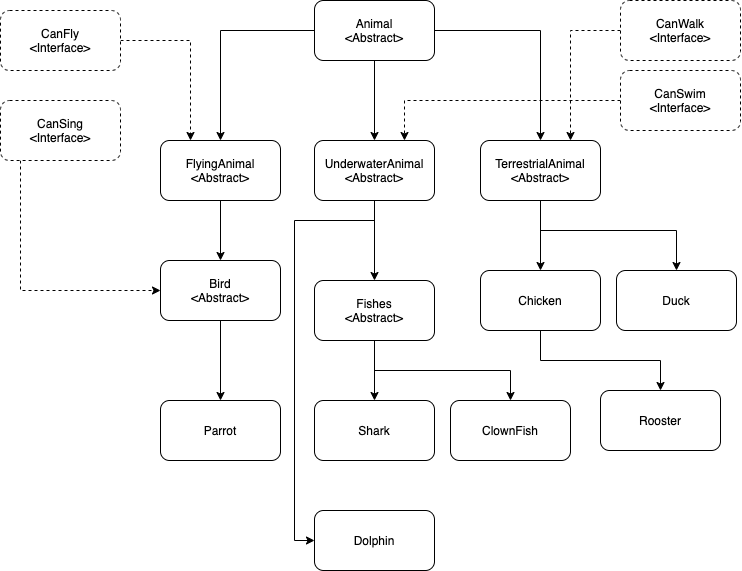 Animal
<Abstract>
CanFly
<Interface>
CanWalk
<Interface>
CanSwim
<Interface>
CanSing
<Interface>
FlyingAnimal
<Abstract>
UnderwaterAnimal
<Abstract>
TerrestrialAnimal
<Abstract>
Bird
<Abstract>
Fishes
<Abstract>
Chicken
Duck
Parrot
Shark
ClownFish
Rooster
Dolphin